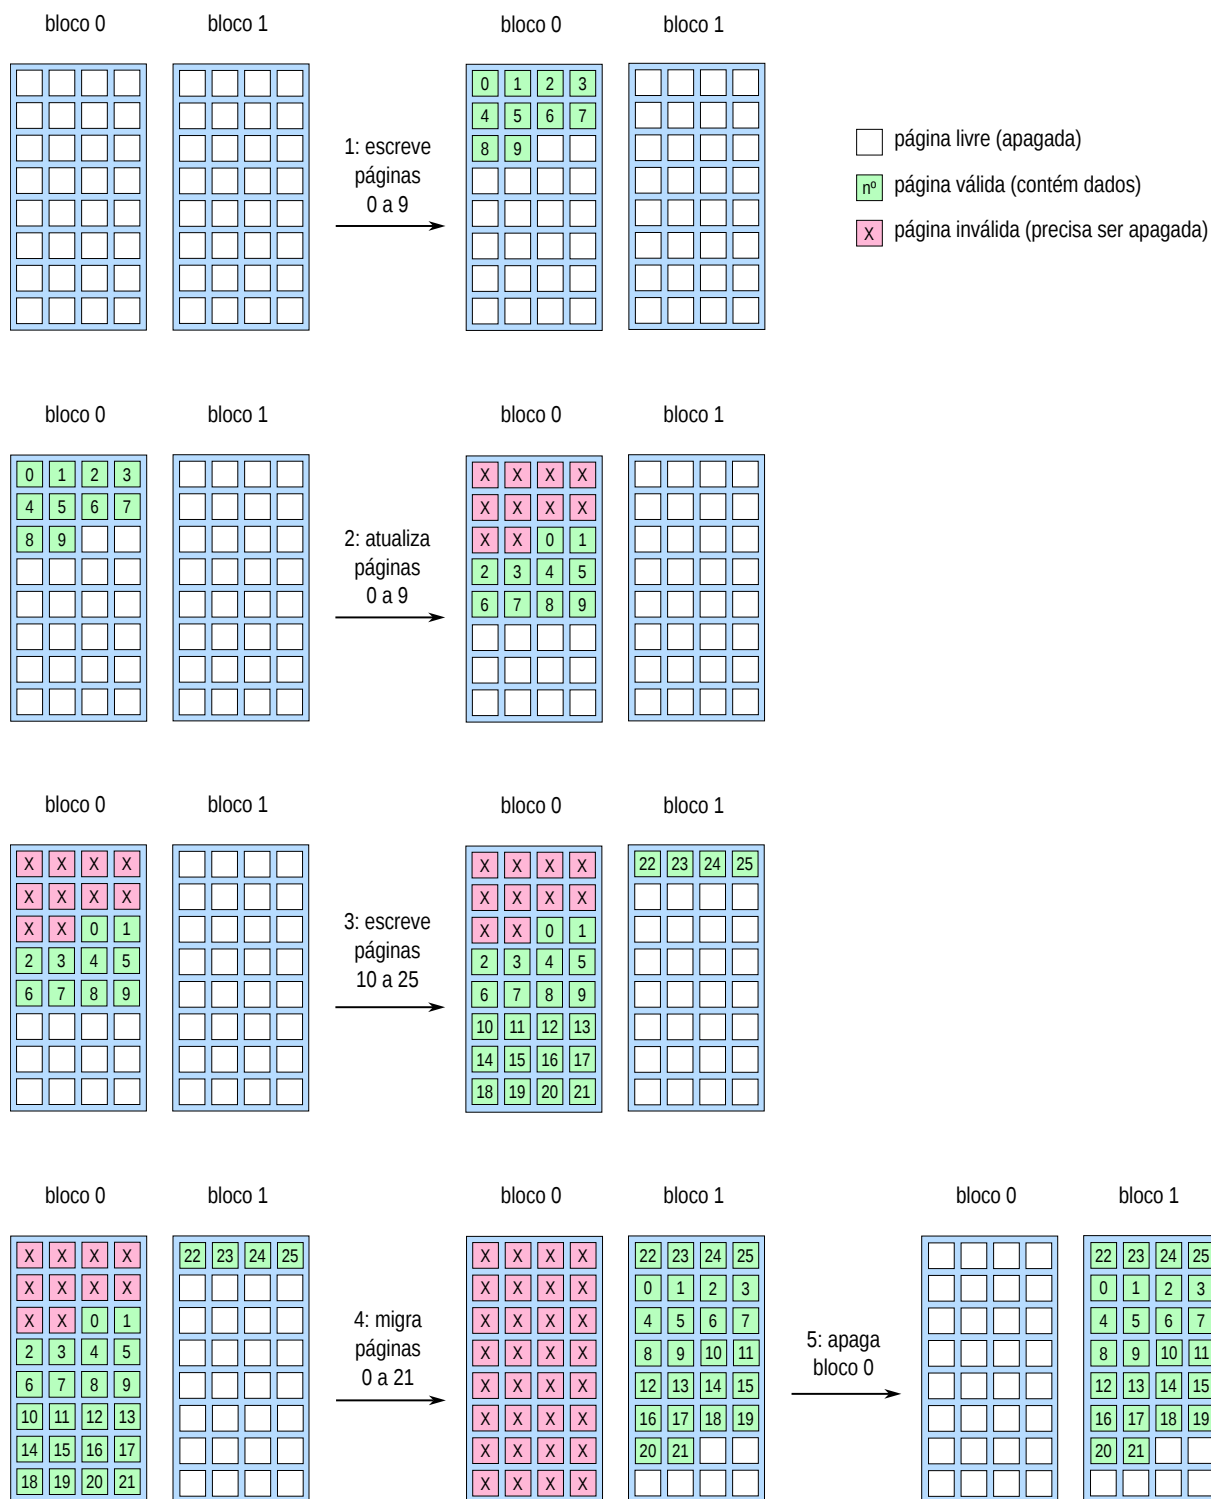 bloco 0 bloco 1 bloco 0 bloco 1
0 1 2 3
4 5 6 7
8 9
1: escreve
páginas
0 a 9
página livre (apagada)
nº página válida (contém dados)
X página inválida (precisa ser apagada)
bloco 0 bloco 1 bloco 0 bloco 1
0 1 2 3
4 5 6 7
8 9
2: atualiza
páginas
0 a 9
X X X X
X X X X
X X 0 1
2 3 4 5
6 7 8 9
bloco 0 bloco 1 bloco 0 bloco 1
X X X X
X X X X
X X 0 1
2 3 4 5
6 7 8 9
3: escreve
páginas
10 a 25
X X X X
X X X X
X X 0 1
2 3 4 5
6 7 8 9
10 11 12 13
14 15 16 17
18 19 20 21
22 23 24 25
bloco 0 bloco 1 bloco 0 bloco 1 bloco 0 bloco 1
X X X X
X X X X
X X 0 1
2 3 4 5
6 7 8 9
10 11 12 13
14 15 16 17
18 19 20 21
22 23 24 25
4: migra
páginas
0 a 21
X X X X
X X X X
X X X X
X X X X
X X X X
X X X X
X X X X
X X X X
22 23 24 25
0 1 2 3
4 5 6 7
8 9 10 11
12 13 14 15
16 17 18 19
20 21
5: apaga
bloco 0
22 23 24 25
0 1 2 3
4 5 6 7
8 9 10 11
12 13 14 15
16 17 18 19
20 21